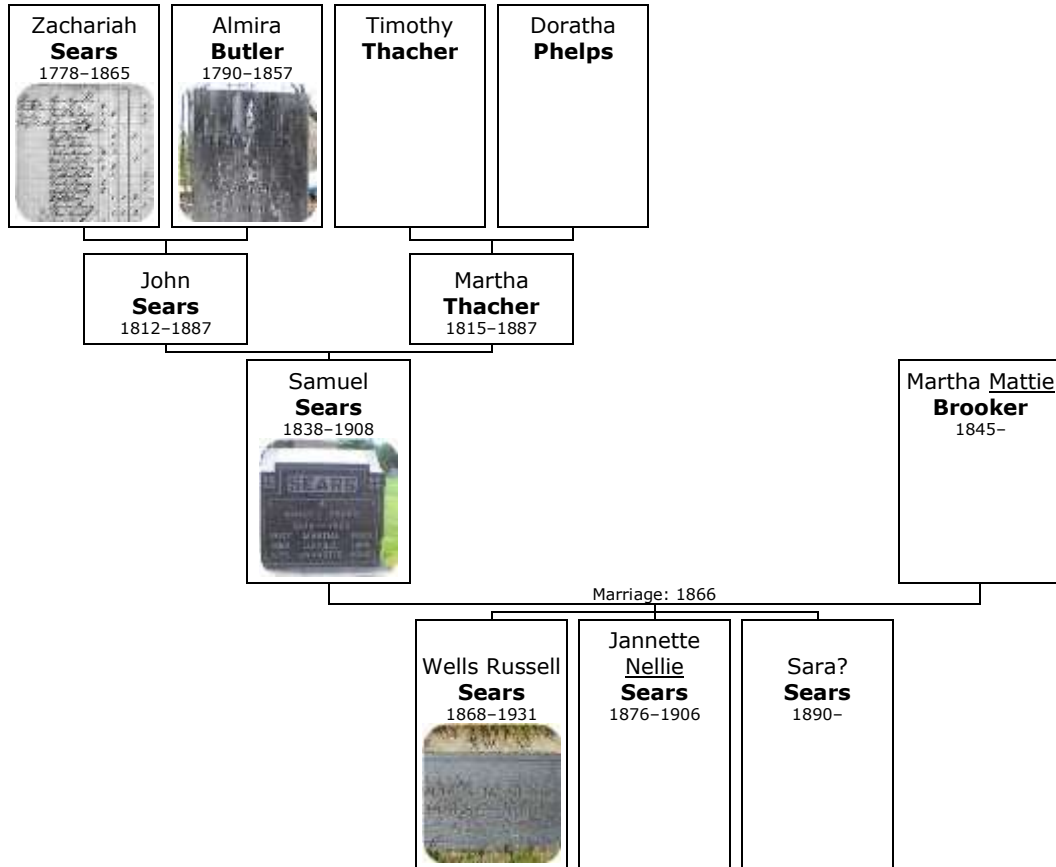 Zachariah
Sears
1778–1865
Almira
Butler
1790–1857
Timothy
Thacher
Doratha
Phelps
John
Sears
1812–1887
Martha
Thacher
1815–1887
Samuel
Sears
1838–1908
SEARS
Martha Mattie
Brooker
1845–
Marriage: 1866
Wells Russell
Sears
1868–1931
Jannette
Nellie
Sears
1876–1906
Sara?
Sears
1890–